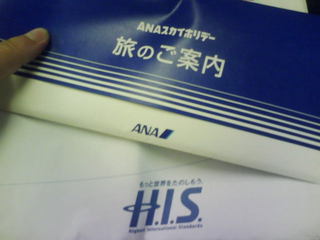 ANAスカイホリデー
旅のご案内
ANA
もっと世界をたのしもう。
H.I.S.
Highest International Standards